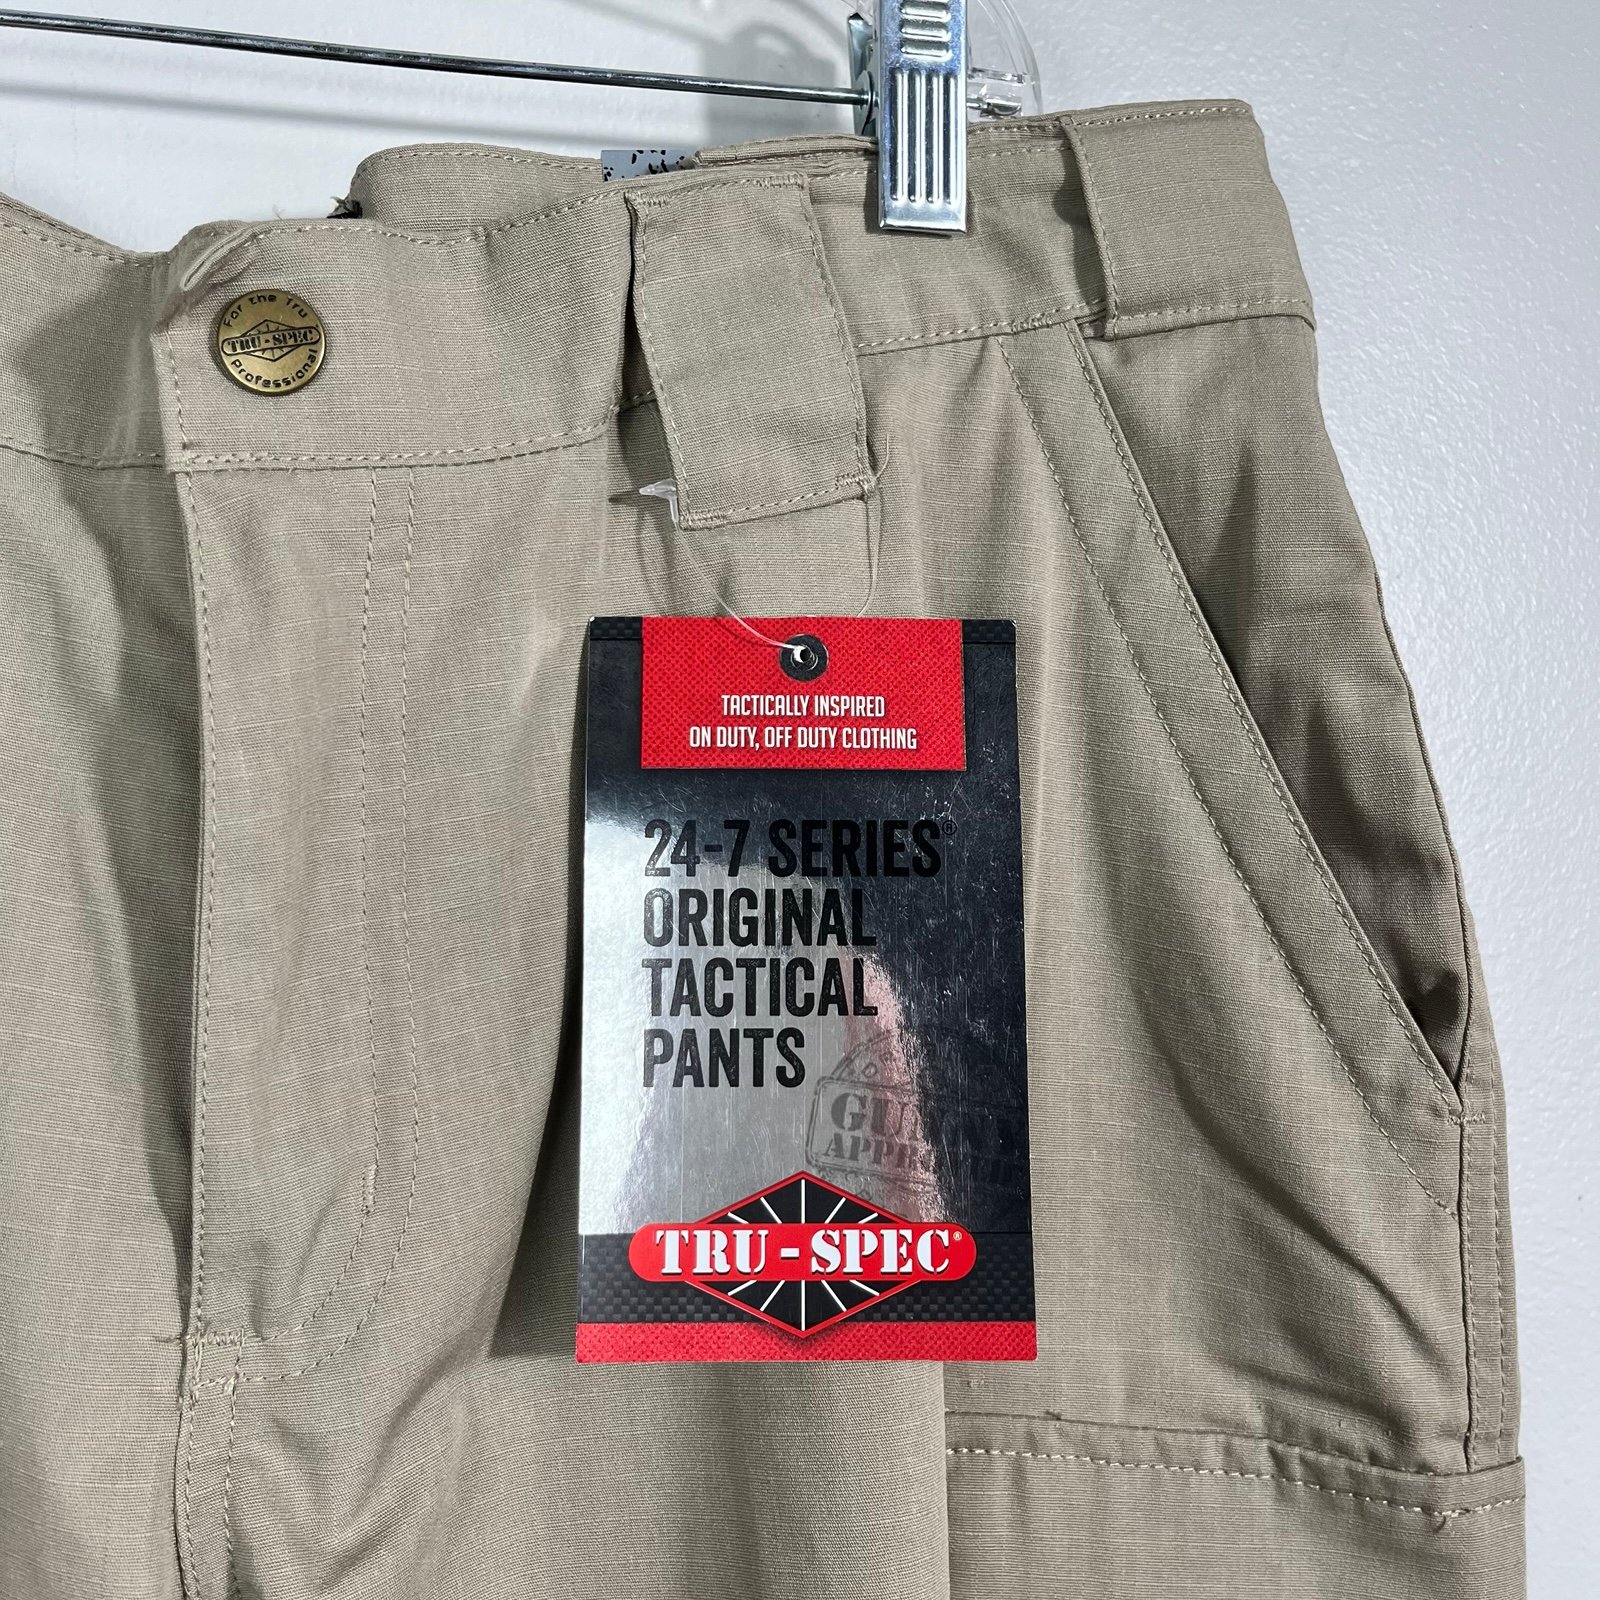 For the Tru
TRU-SPEC
Professional
TACTICALLY INSPIRED
ON DUTY, OFF DUTY CLOTHING
24-7 SERIES®
ORIGINAL
TACTICAL
PANTS
TRU-SPEC®